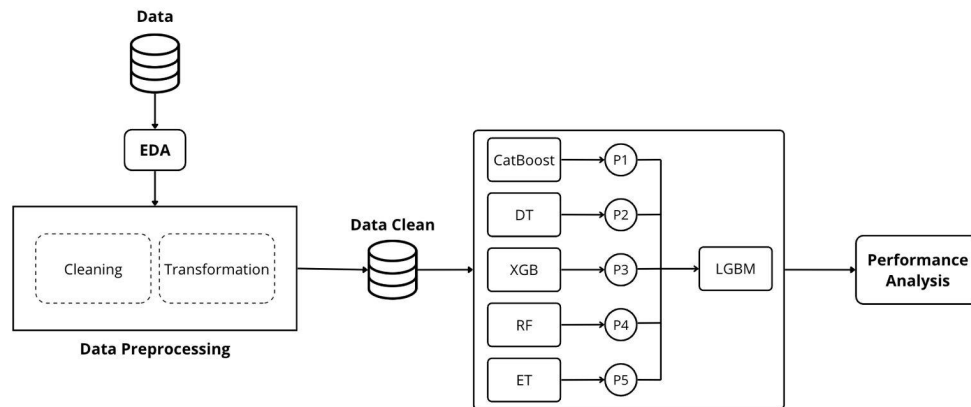 Data
EDA
Cleaning
Transformation
Data Preprocessing
Data Clean
CatBoost
P1
DT
P2
XGB
P3
RF
P4
ET
P5
LGBM
Performance
Analysis